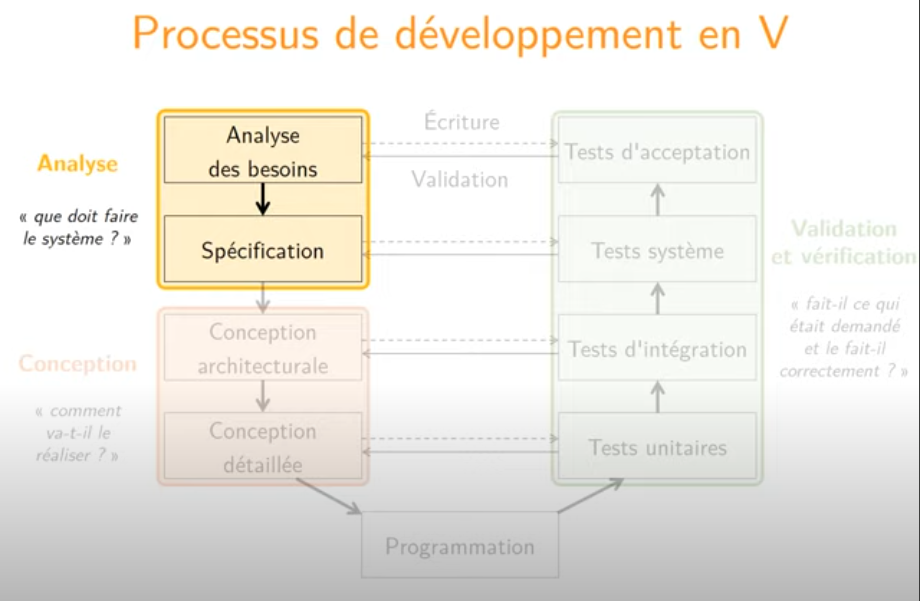 Processus de développement en V
Analyse
« que doit faire
le système ? »
Analyse
des besoins
Spécification
Écriture
Validation
Tests d'acceptation
Tests système
Tests d'intégration
Tests unitaires
Validation
et vérification
« fait-il ce qui
était demandé
et le fait-il
correctement ? »
Conception
« comment
va-t-il le
réaliser ? »
Conception
architecturale
Conception
détaillée
Programmation